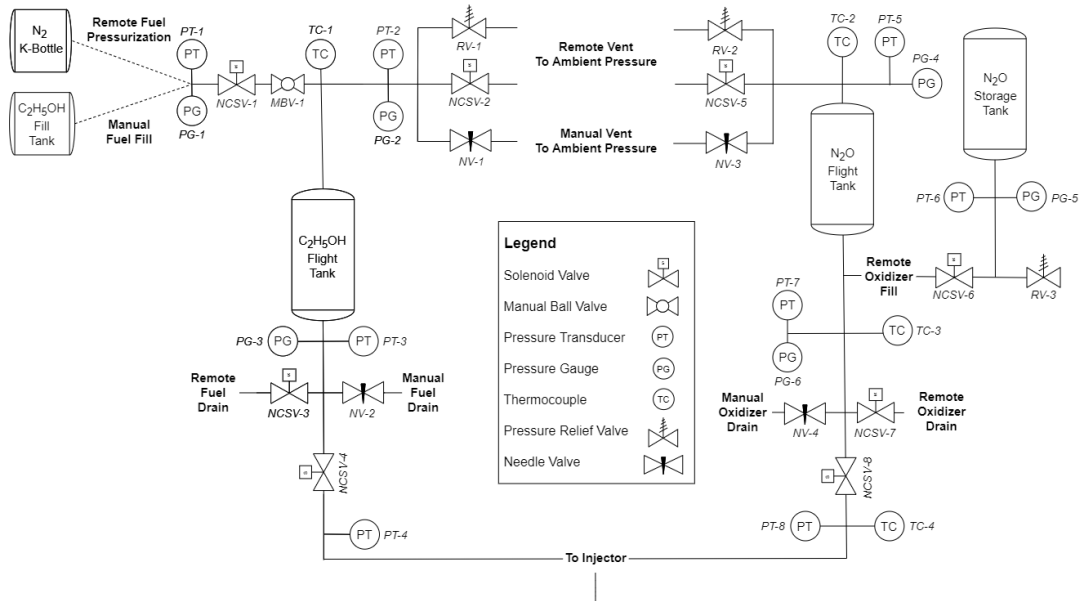 N2
K-Bottle
Remote Fuel
Pressurization
C2H5OH
Fill
Tank
Manual
Fuel Fill
PT-1
PT
PG
PG-1
S
NCSV-1
MBV-1
TC-1
TC
PT-2
PT
PG
PG-2
RV-1
S
NCSV-2
NV-1
Remote Vent
To Ambient Pressure
Manual Vent
To Ambient Pressure
RV-2
S
NCSV-5
NV-3
TC-2
TC
PT-5
PT
PG-4
PG
N2O
Storage
Tank
N2O
Flight
Tank
PT-6
PT
PG
PG-5
Remote
Oxidizer
Fill
S
NCSV-6
RV-3
C2H5OH
Flight
Tank
PG-3
PG
PT
PT-3
Remote
Fuel
Drain
S
NCSV-3
NV-2
Manual
Fuel
Drain
S
NCSV-4
PT
PT-4
Legend
Solenoid Valve
S
Manual Ball Valve
Pressure Transducer
PT
Pressure Gauge
PG
Thermocouple
TC
Pressure Relief Valve
Needle Valve
PT-7
PT
PG
PG-6
TC
TC-3
Manual
Oxidizer
Drain
NV-4
S
NCSV-7
Remote
Oxidizer
Drain
S
NCSV-8
PT-8
PT
TC
TC-4
To Injector